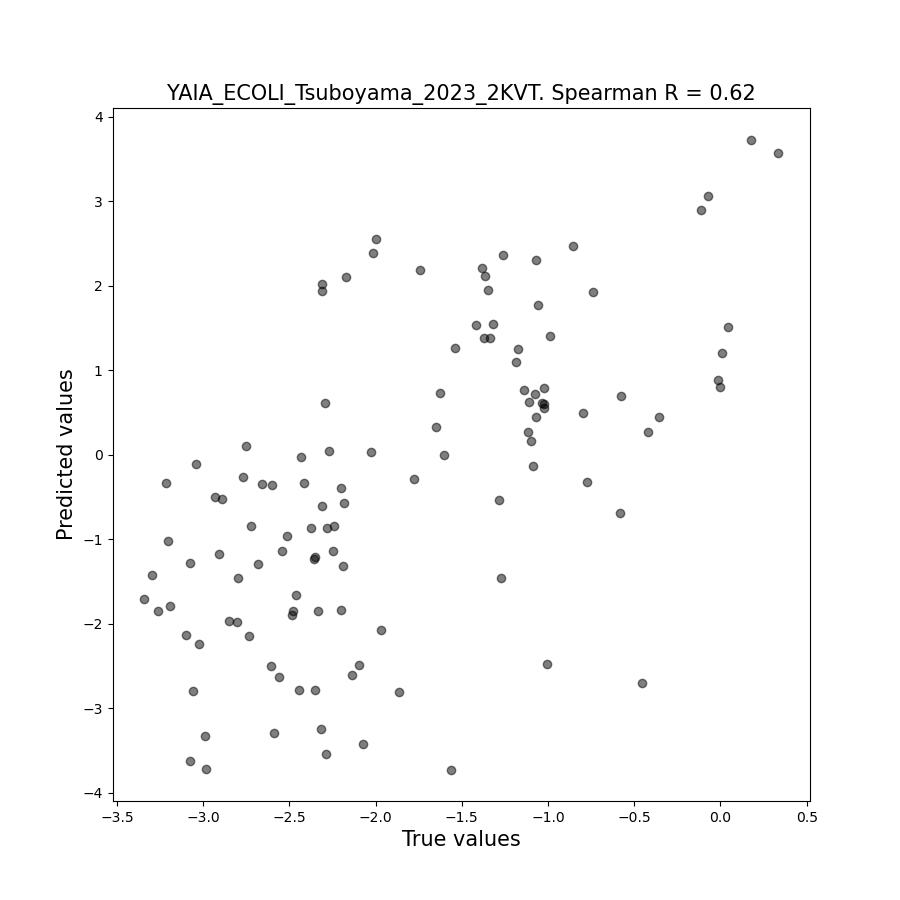 YAIA_ECOLI_Tsuboyama_2023_2KVT. Spearman R = 0.62
4
3
2
1
0
−1
−2
−3
−4
Predicted values
−3.5 −3.0 −2.5 −2.0 −1.5 −1.0 −0.5 0.0 0.5
True values